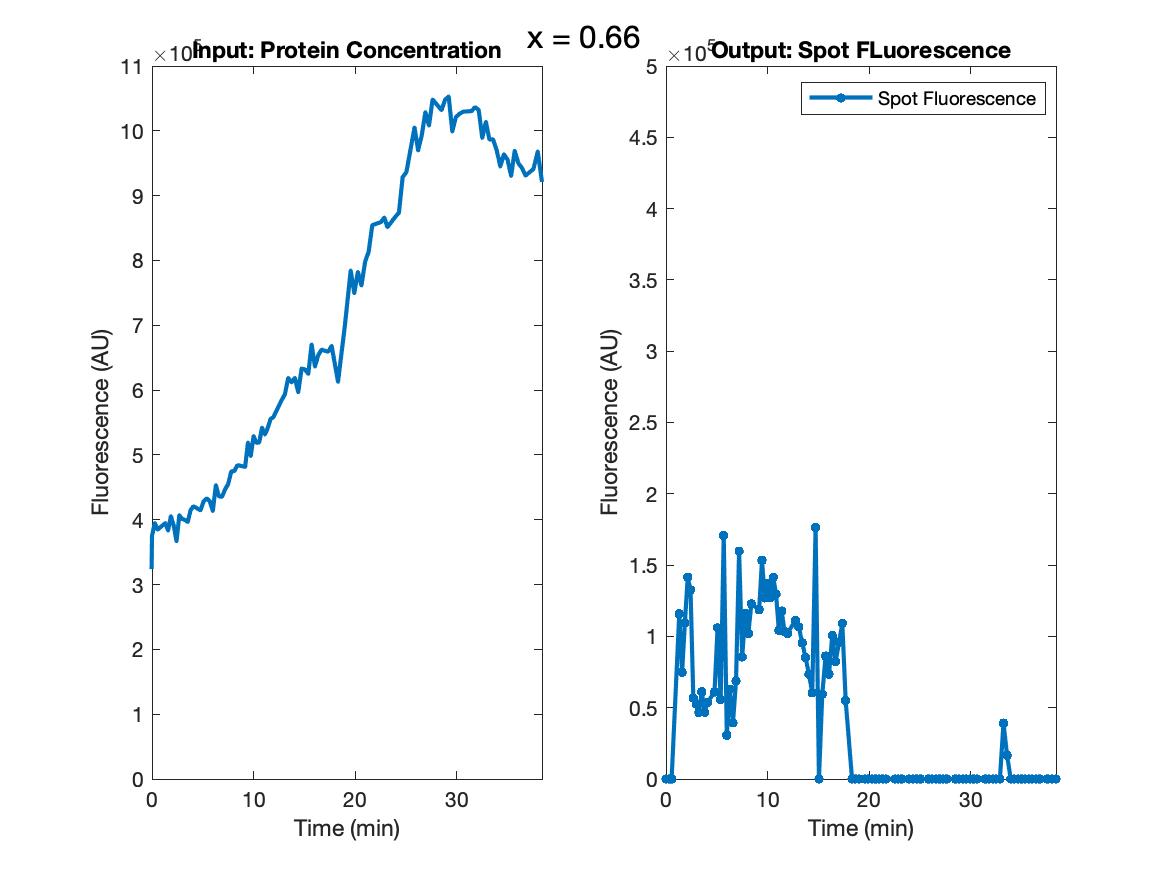 x = 0.66
×10⁵
Input: Protein Concentration
11
10
9
8
7
6
5
4
3
2
1
0
Fluorescence (AU)
0 10 20 30
Time (min)
×10⁵
Output: Spot FLuorescence
Spot Fluorescence
5
4.5
4
3.5
3
2.5
2
1.5
1
0.5
0
Fluorescence (AU)
0 10 20 30
Time (min)